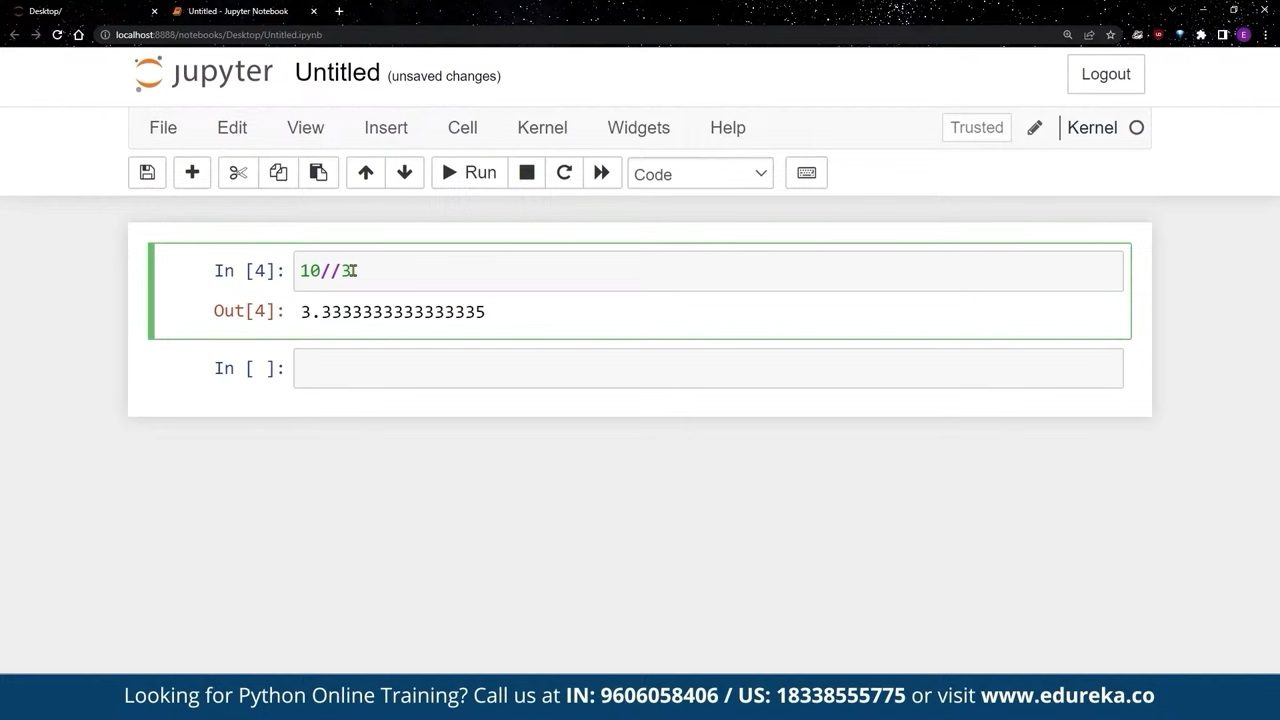 Desktop/
Untitled - Jupyter Notebook
localhost:8888/notebooks/Desktop/Untitled.ipynb
E
jupyter Untitled (unsaved changes)
Logout
File Edit View Insert Cell Kernel Widgets Help
Trusted
Kernel
Run
Code
In [4]: 10//3
Out[4]: 3.3333333333333335
In [ ]:
Looking for Python Online Training? Call us at IN: 9606058406 / US: 18338555775 or visit www.edureka.co